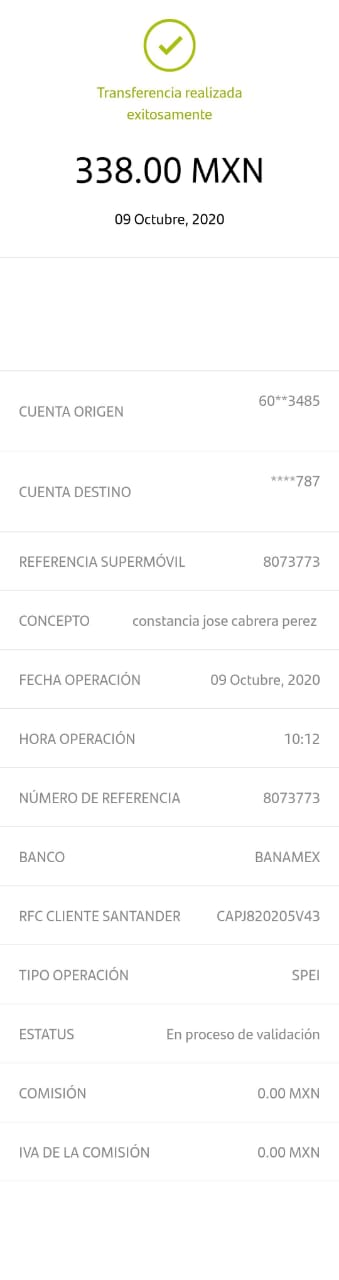 Transferencia realizada
exitosamente
338.00 MXN
09 Octubre, 2020
CUENTA ORIGEN 60**3485
CUENTA DESTINO ****787
REFERENCIA SUPERMÓVIL 8073773
CONCEPTO constancia jose cabrera perez
FECHA OPERACIÓN 09 Octubre, 2020
HORA OPERACIÓN 10:12
NÚMERO DE REFERENCIA 8073773
BANCO BANAMEX
RFC CLIENTE SANTANDER CAPJ820205V43
TIPO OPERACIÓN SPEI
ESTATUS En proceso de validación
COMISIÓN 0.00 MXN
IVA DE LA COMISIÓN 0.00 MXN